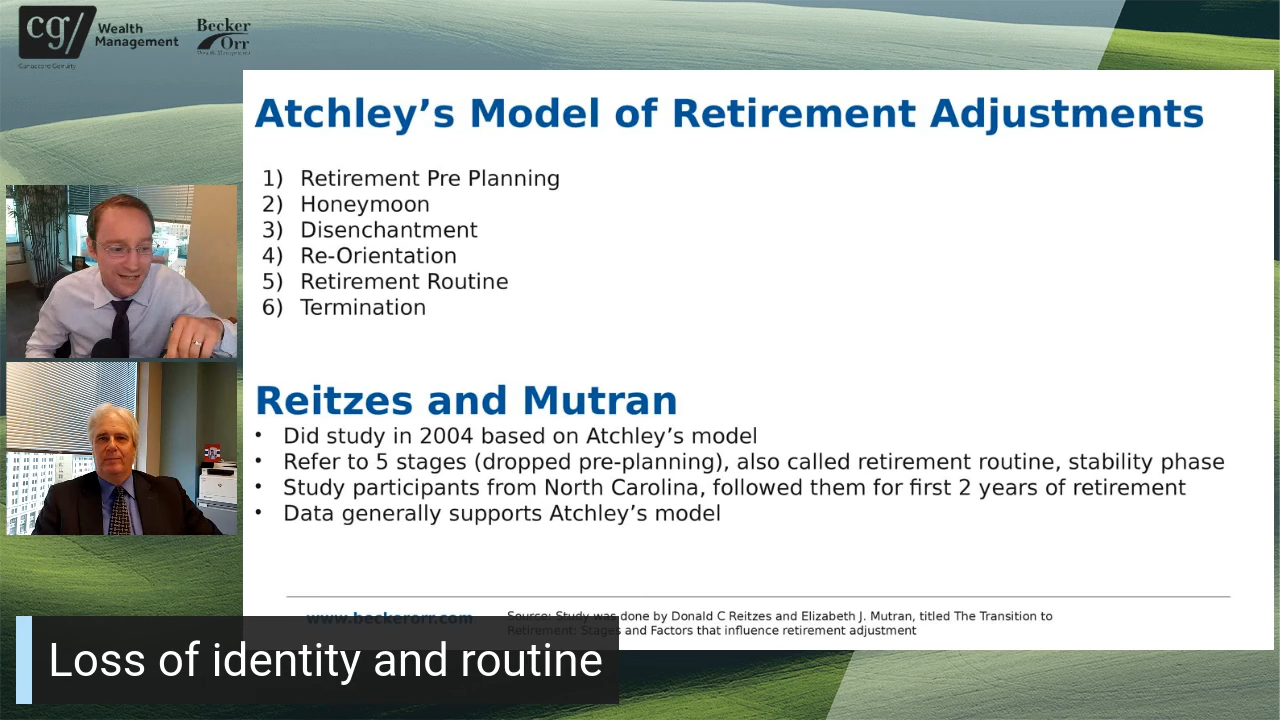 cg/ Wealth
Management
Canaccord Genuity
Becker
Orr
Wealth Management
Atchley’s Model of Retirement Adjustments
1) Retirement Pre Planning
2) Honeymoon
3) Disenchantment
4) Re-Orientation
5) Retirement Routine
6) Termination
Reitzes and Mutran
• Did study in 2004 based on Atchley’s model
• Refer to 5 stages (dropped pre-planning), also called retirement routine, stability phase
• Study participants from North Carolina, followed them for first 2 years of retirement
• Data generally supports Atchley’s model
www.beckerorr.com
Source: Study was done by Donald C Reitzes and Elizabeth J. Mutran, titled The Transition to
Retirement: Stages and Factors that influence retirement adjustment
Loss of identity and routine